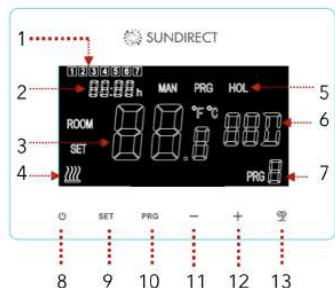 SUNDIRECT
1
1 2 3 4 5 6 7
2
88:88 h
MAN PRG HOL
5
ROOM
°F °C
6
3
88.8
888
SET
4
PRG 8
7
SET PRG − +
8 9 10 11 12 13